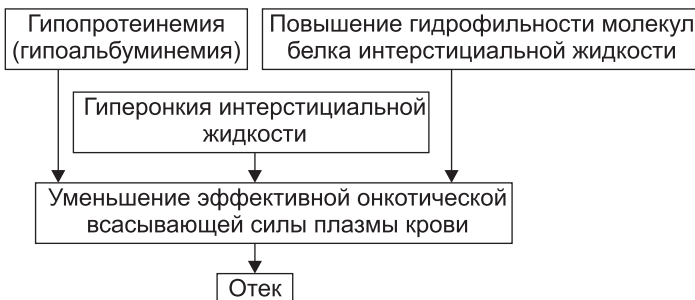 Гипопротеинемия
(гипоальбуминемия)
Повышение гидрофильности молекул
белка интерстициальной жидкости
Гиперонкия интерстициальной
жидкости
Уменьшение эффективной онкотической
всасывающей силы плазмы крови
Отек